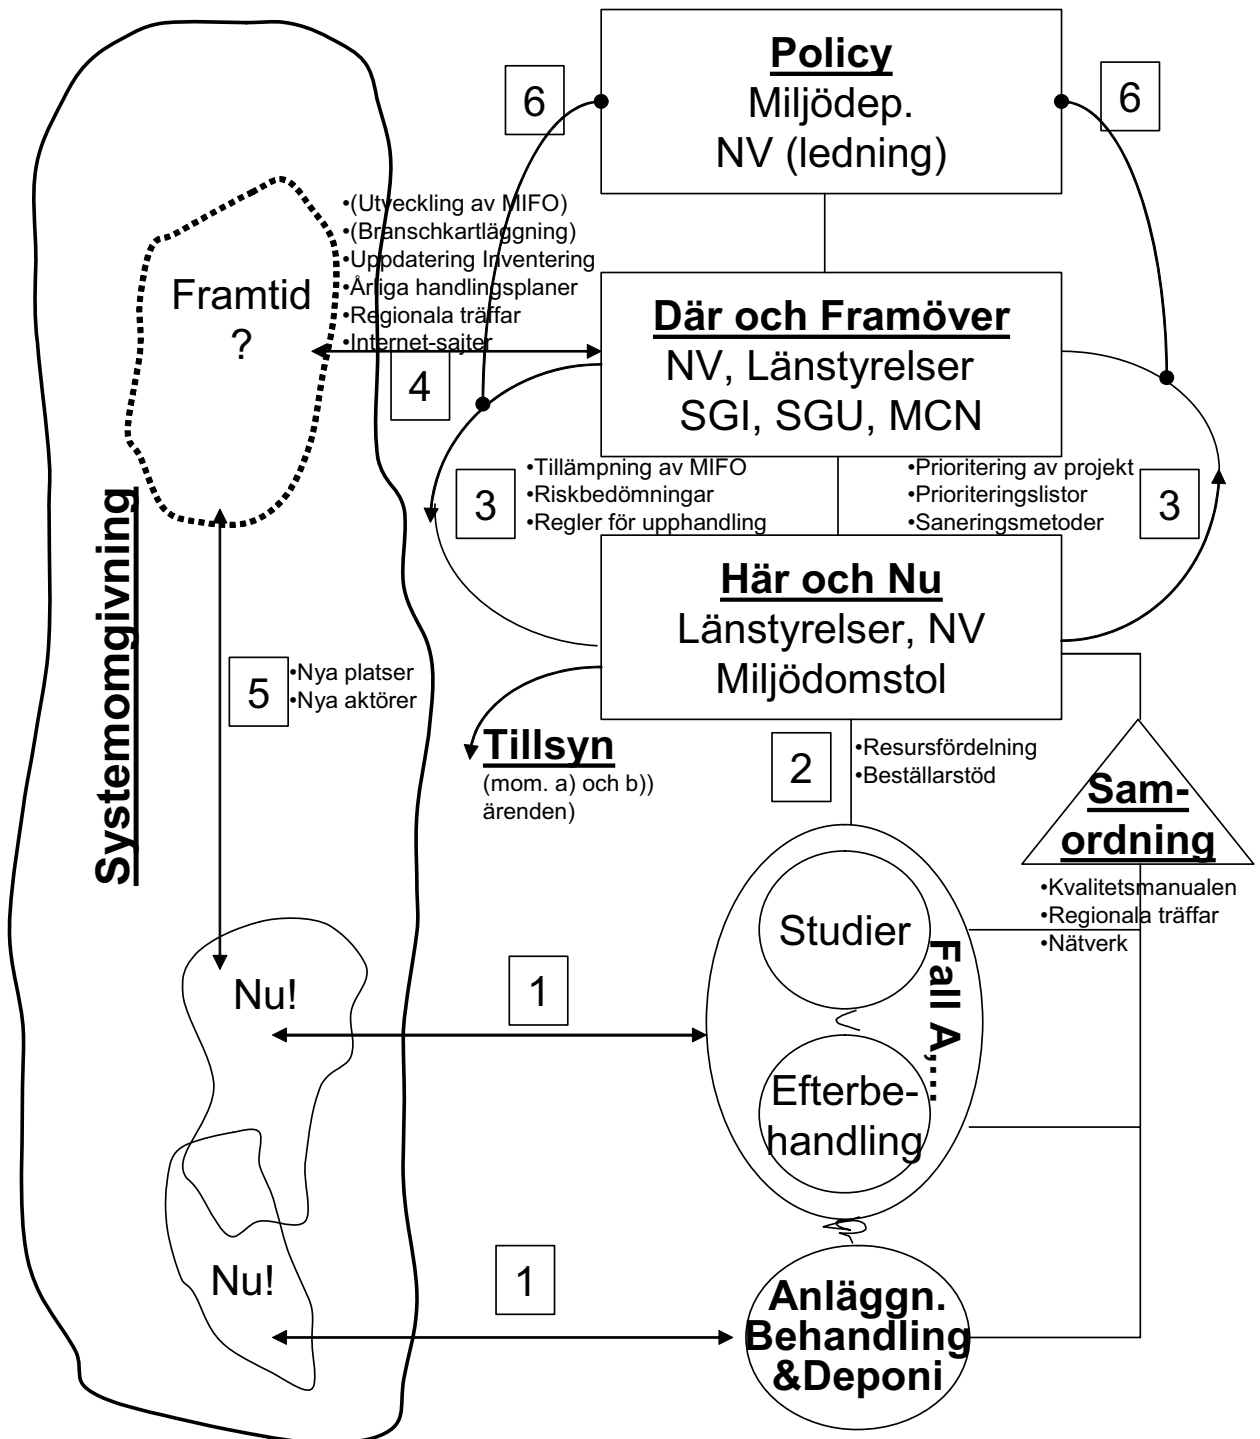 Policy
Miljödep.
NV (ledning)
6
6
•(Utveckling av MIFO)
•(Branschkartläggning)
•Uppdatering Inventering
•Årliga handlingsplaner
•Regionala träffar
•Internet-sajter
Framtid
?
4
Där och Framöver
NV, Länstyrelser
SGI, SGU, MCN
3
•Tillämpning av MIFO
•Riskbedömningar
•Regler för upphandling
•Prioritering av projekt
•Prioriteringslistor
•Saneringsmetoder
3
Systemomgivning
Här och Nu
Länstyrelser, NV
Miljödomstol
5
•Nya platser
•Nya aktörer
Tillsyn
(mom. a) och b))
ärenden)
2
•Resursfördelning
•Beställarstöd
Sam-
ordning
•Kvalitetsmanualen
•Regionala träffar
•Nätverk
Studier
Fall A,...
Nu!
1
Efterbe-
handling
Nu!
1
Anläggn.
Behandling
&Deponi